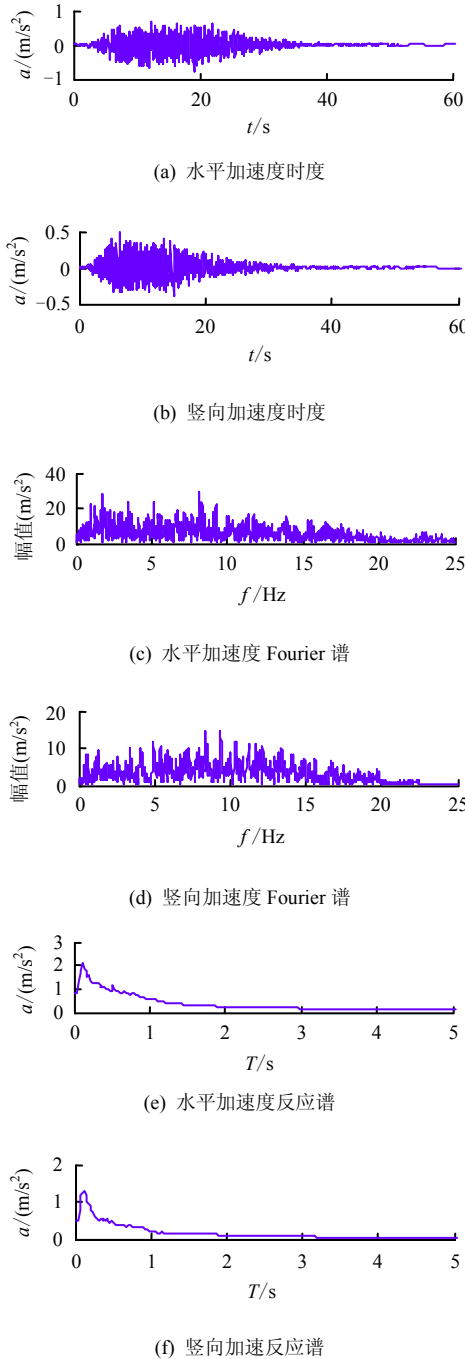 1
0
−1
a/(m/s²)
0 20 40 60
t/s
(a) 水平加速度时度
0.5
0
−0.5
a/(m/s²)
0 20 40 60
t/s
(b) 竖向加速度时度
40
20
0
幅值(m/s²)
0 5 10 15 20 25
f/Hz
(c) 水平加速度 Fourier 谱
20
10
0
幅值(m/s²)
0 5 10 15 20 25
f/Hz
(d) 竖向加速度 Fourier 谱
3
2
1
0
a/(m/s²)
0 1 2 3 4 5
T/s
(e) 水平加速度反应谱
2
1
0
a/(m/s²)
0 1 2 3 4 5
T/s
(f) 竖向加速反应谱